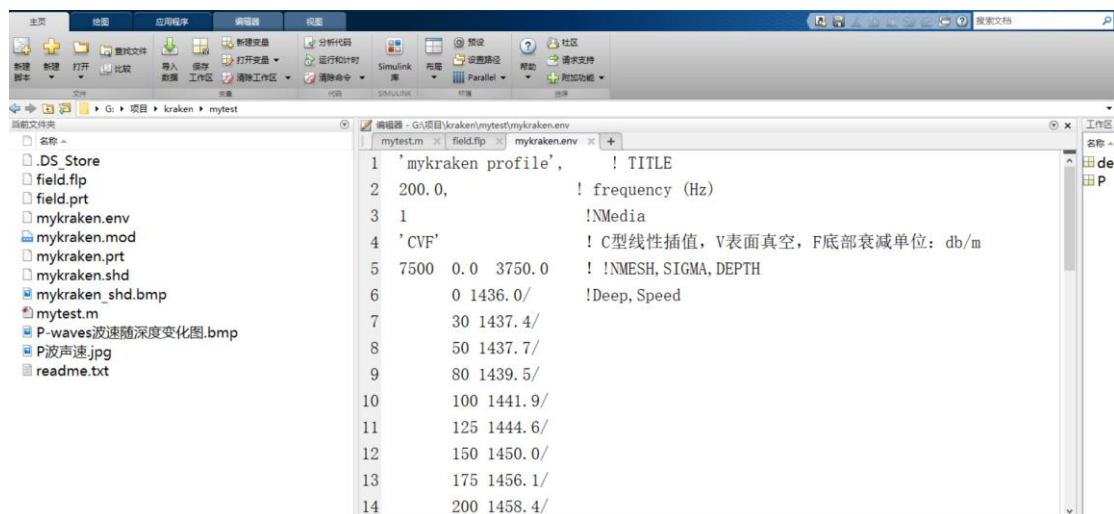 主页 绘图 应用程序 编辑器 视图 搜索文档
新建脚本 新建 打开 查找文件 比较 导入数据 保存工作区 新建变量 打开变量 清除工作区 分析代码 运行和计时 清除命令 Simulink 库 布局 预设 设置路径 Parallel 帮助 社区 请求支持 附加功能
文件 变量 代码 SIMULINK 环境
G: 项目 kraken mytest
当前文件夹
名称
.DS_Store
field.flp
field.prt
mykraken.env
mykraken.mod
mykraken.prt
mykraken.shd
mykraken_shd.bmp
mytest.m
P-waves波速随深度变化图.bmp
P波声速.jpg
readme.txt
编辑器 - G:\项目\kraken\mytest\mykraken.env
mytest.m field.flp mykraken.env
1 'mykraken profile', ! TITLE
2 200.0, ! frequency (Hz)
3 1 !NMedia
4 'CVF' ! C型线性插值，V表面真空，F底部衰减单位：db/m
5 7500 0.0 3750.0 ! !NMESH,SIGMA,DEPTH
6 0 1436.0/ !Deep,Speed
7 30 1437.4/
8 50 1437.7/
9 80 1439.5/
10 100 1441.9/
11 125 1444.6/
12 150 1450.0/
13 175 1456.1/
14 200 1458.4/
工作区
名称
de
P